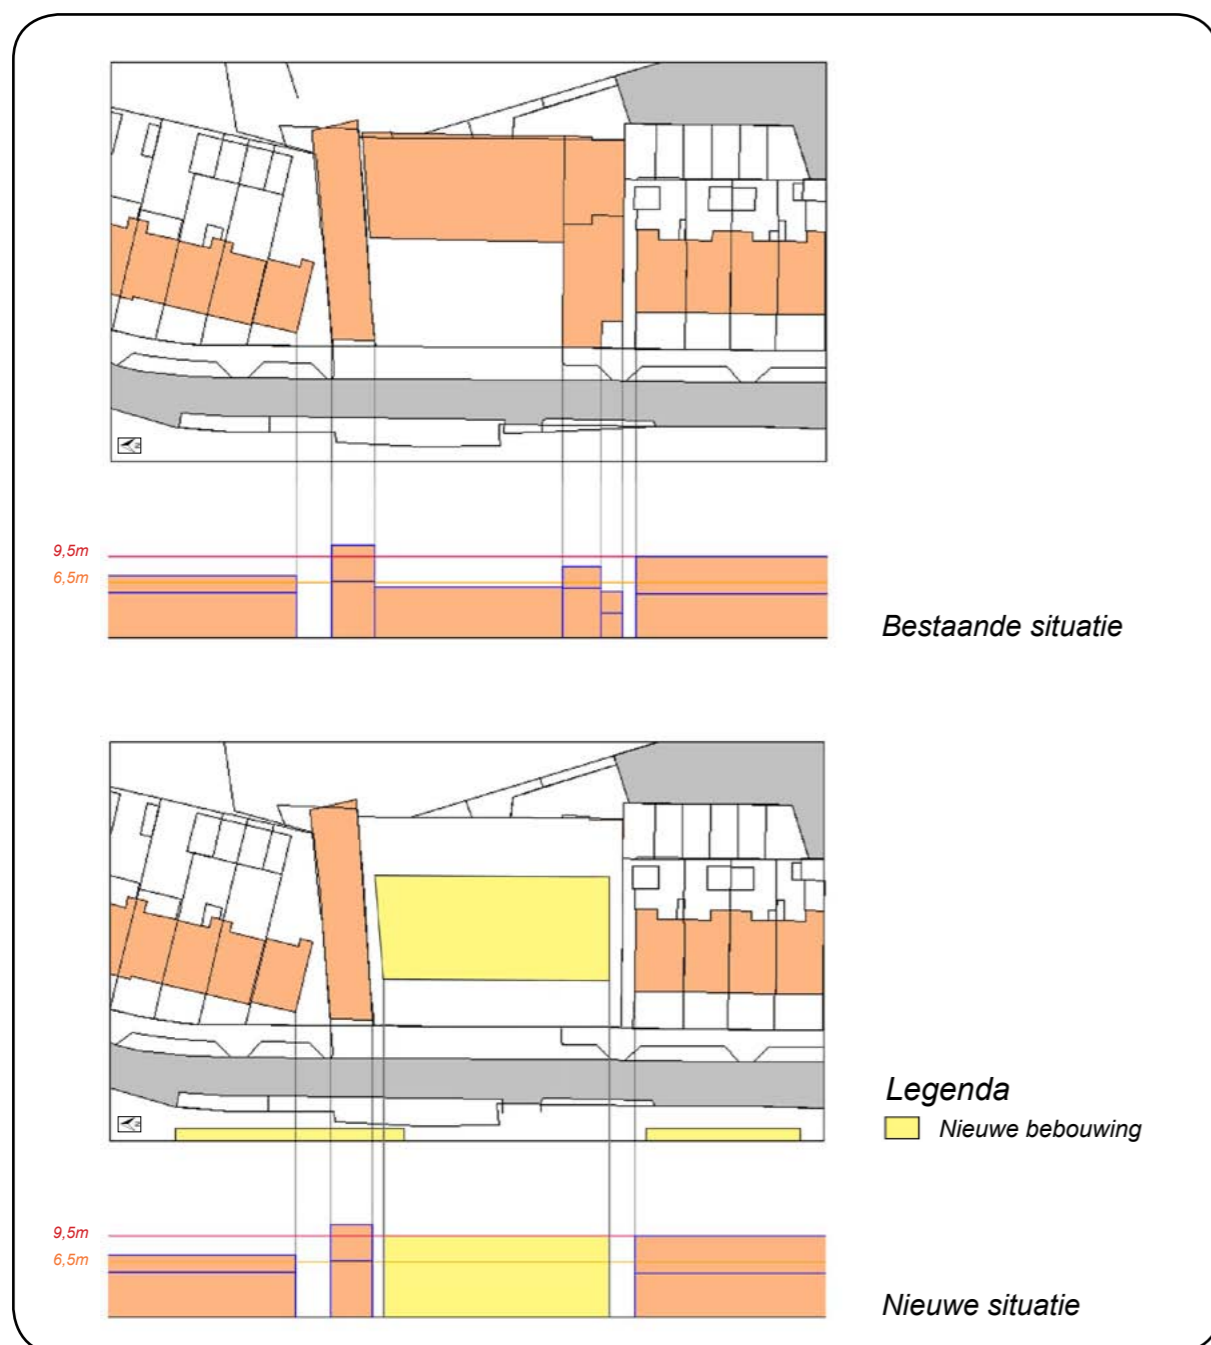 9,5m
6,5m
Bestaande situatie
Legenda
Nieuwe bebouwing
9,5m
6,5m
Nieuwe situatie